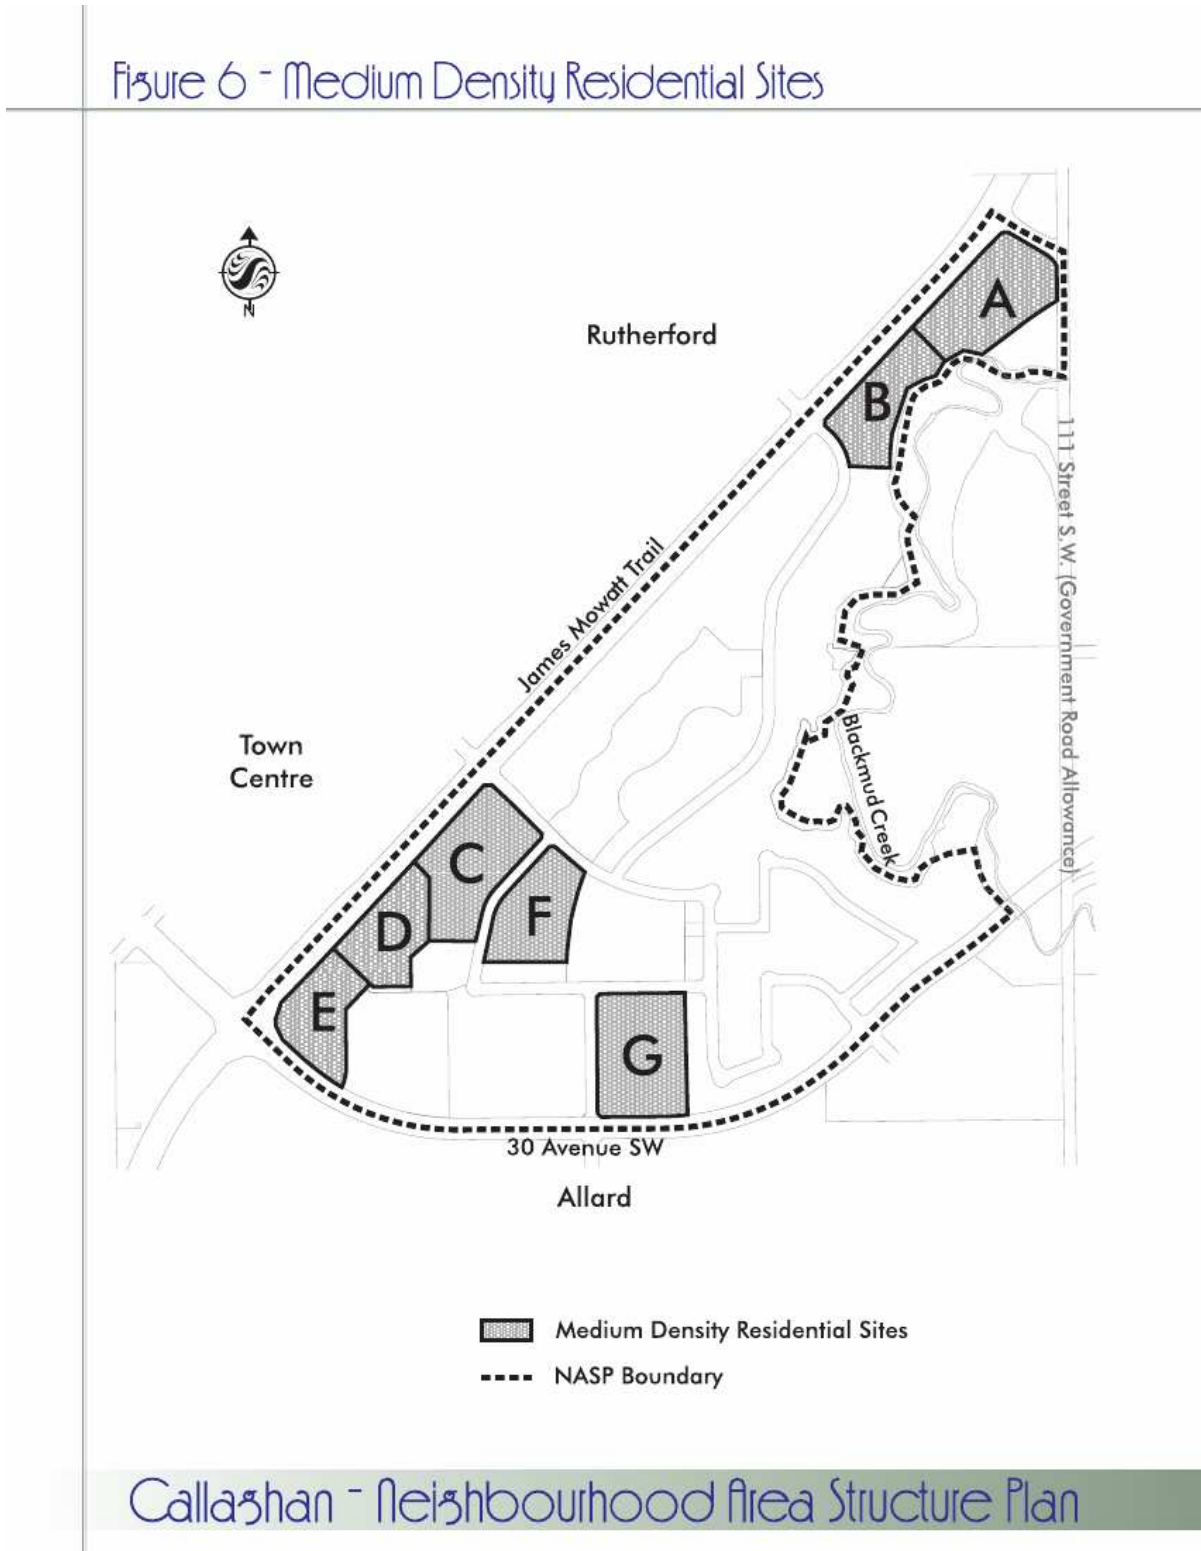 Figure 6 - Medium Density Residential Sites
N
Rutherford
A
B
111 Street S.W. (Government Road Allowance)
James Mowatt Trail
Town
Centre
Blackmud Creek
C
F
D
E
G
30 Avenue SW
Allard
Medium Density Residential Sites
NASP Boundary
Callaghan - Neighbourhood Area Structure Plan